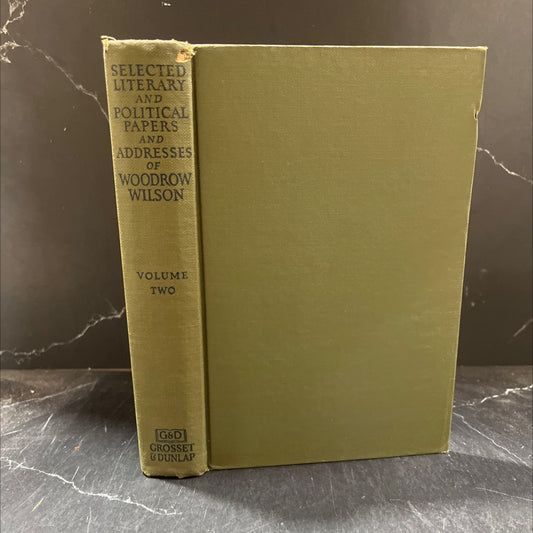 SELECTED
LITERARY
AND
POLITICAL
PAPERS
AND
ADDRESSES
OF
WOODROW
WILSON
VOLUME
TWO
G&D
GROSSET
& DUNLAP